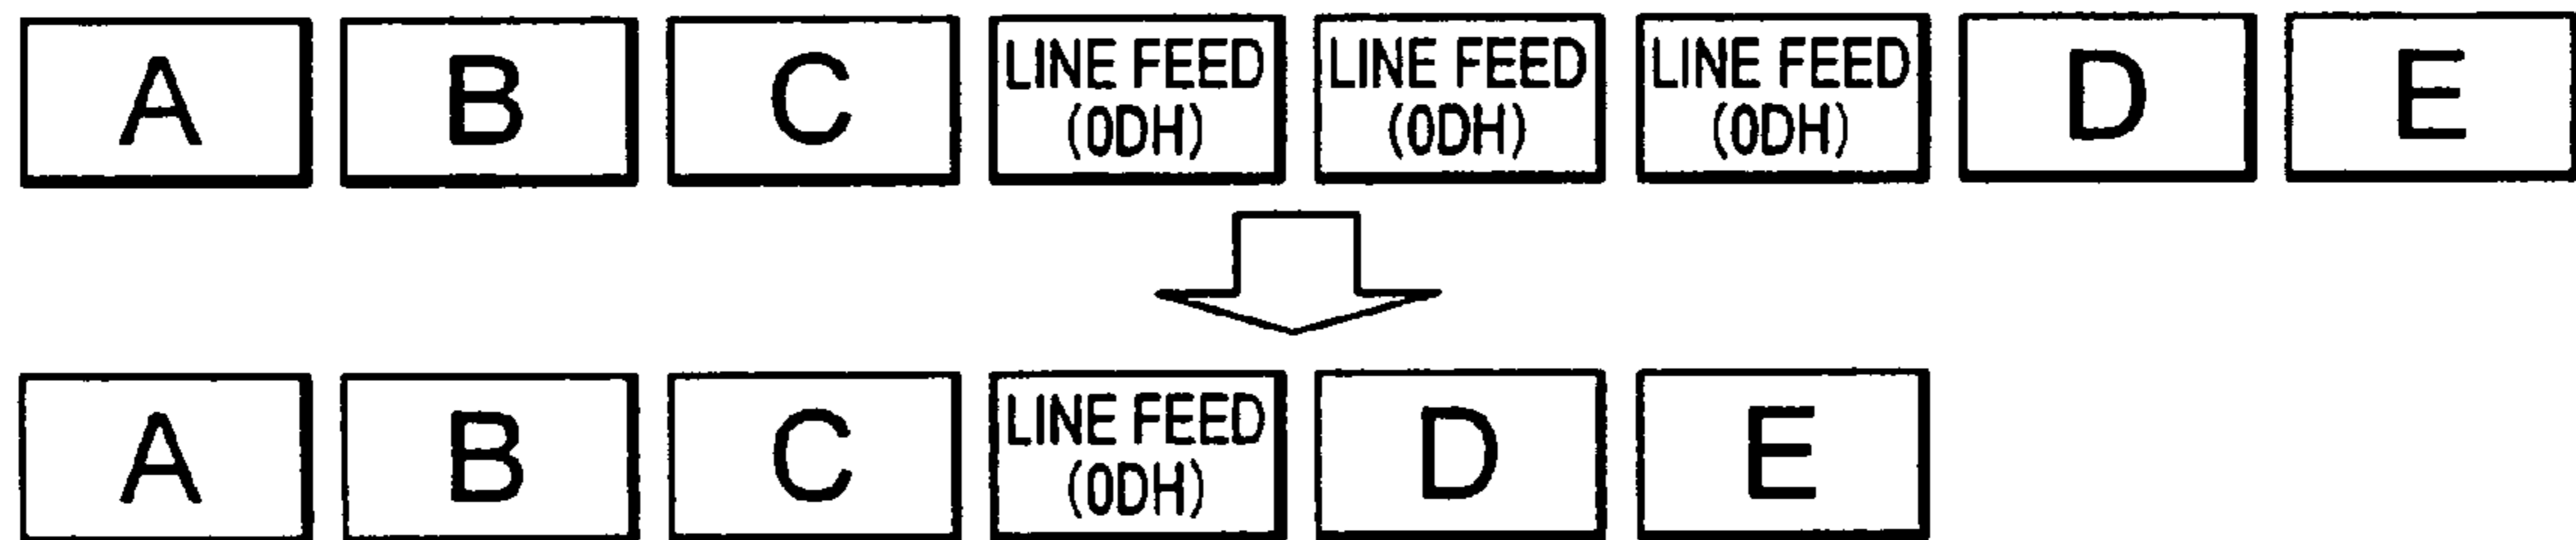 A B C LINE FEED (0DH) LINE FEED (0DH) LINE FEED (0DH) D E
A B C LINE FEED (0DH) D E